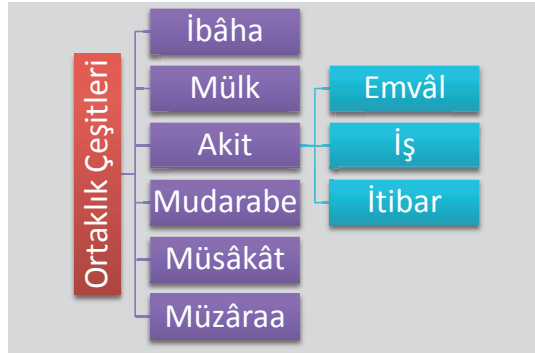 Ortaklık Çeşitleri
İbâha
Mülk
Akit
Mudarabe
Müsâkât
Müzâraa
Emvâl
İş
İtibar